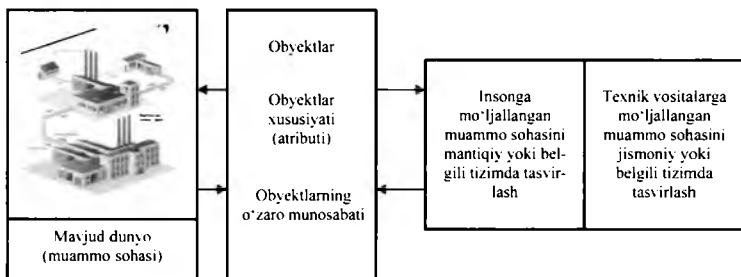 Mavjud dunyo
(muammo sohasi)
Obyektlar
Obyektlar
xususiyati
(atributi)
Obyektlarning
o‘zaro munosabati
Insonga
mo‘ljallangan
muammo sohasini
mantiqiy yoki bel-
gili tizimda tasvir-
lash
Texnik vositalarga
mo‘ljallangan
muammo sohasini
jismoniy yoki
belgili tizimda
tasvirlash